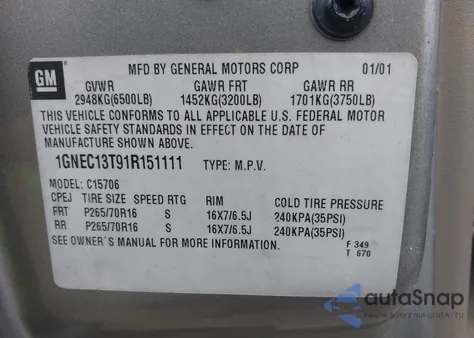 GM
MFD BY GENERAL MOTORS CORP 01/01
GVWR GAWR FRT GAWR RR
2948KG(6500LB) 1452KG(3200LB) 1701KG(3750LB)
THIS VEHICLE CONFORMS TO ALL APPLICABLE U.S. FEDERAL MOTOR
VEHICLE SAFETY STANDARDS IN EFFECT ON THE DATE OF
MANUFACTURE SHOWN ABOVE.
1GNEC13T91R151111 TYPE: M.P.V.
MODEL: C15706
CPEJ TIRE SIZE SPEED RTG RIM COLD TIRE PRESSURE
FRT P265/70R16 S 16X7/6.5J 240KPA(35PSI)
RR P265/70R16 S 16X7/6.5J 240KPA(35PSI)
SEE OWNER'S MANUAL FOR MORE INFORMATION.
F 349
T 670
autoSnap